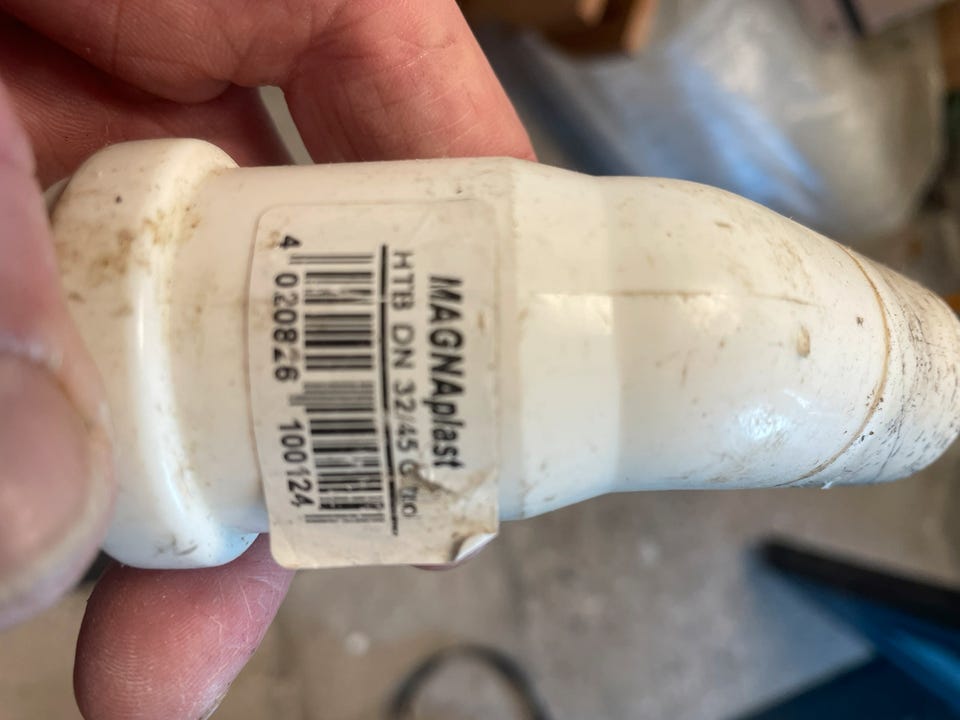 MAGNAplast
HTB DN 32/45 G
4 020826 100124